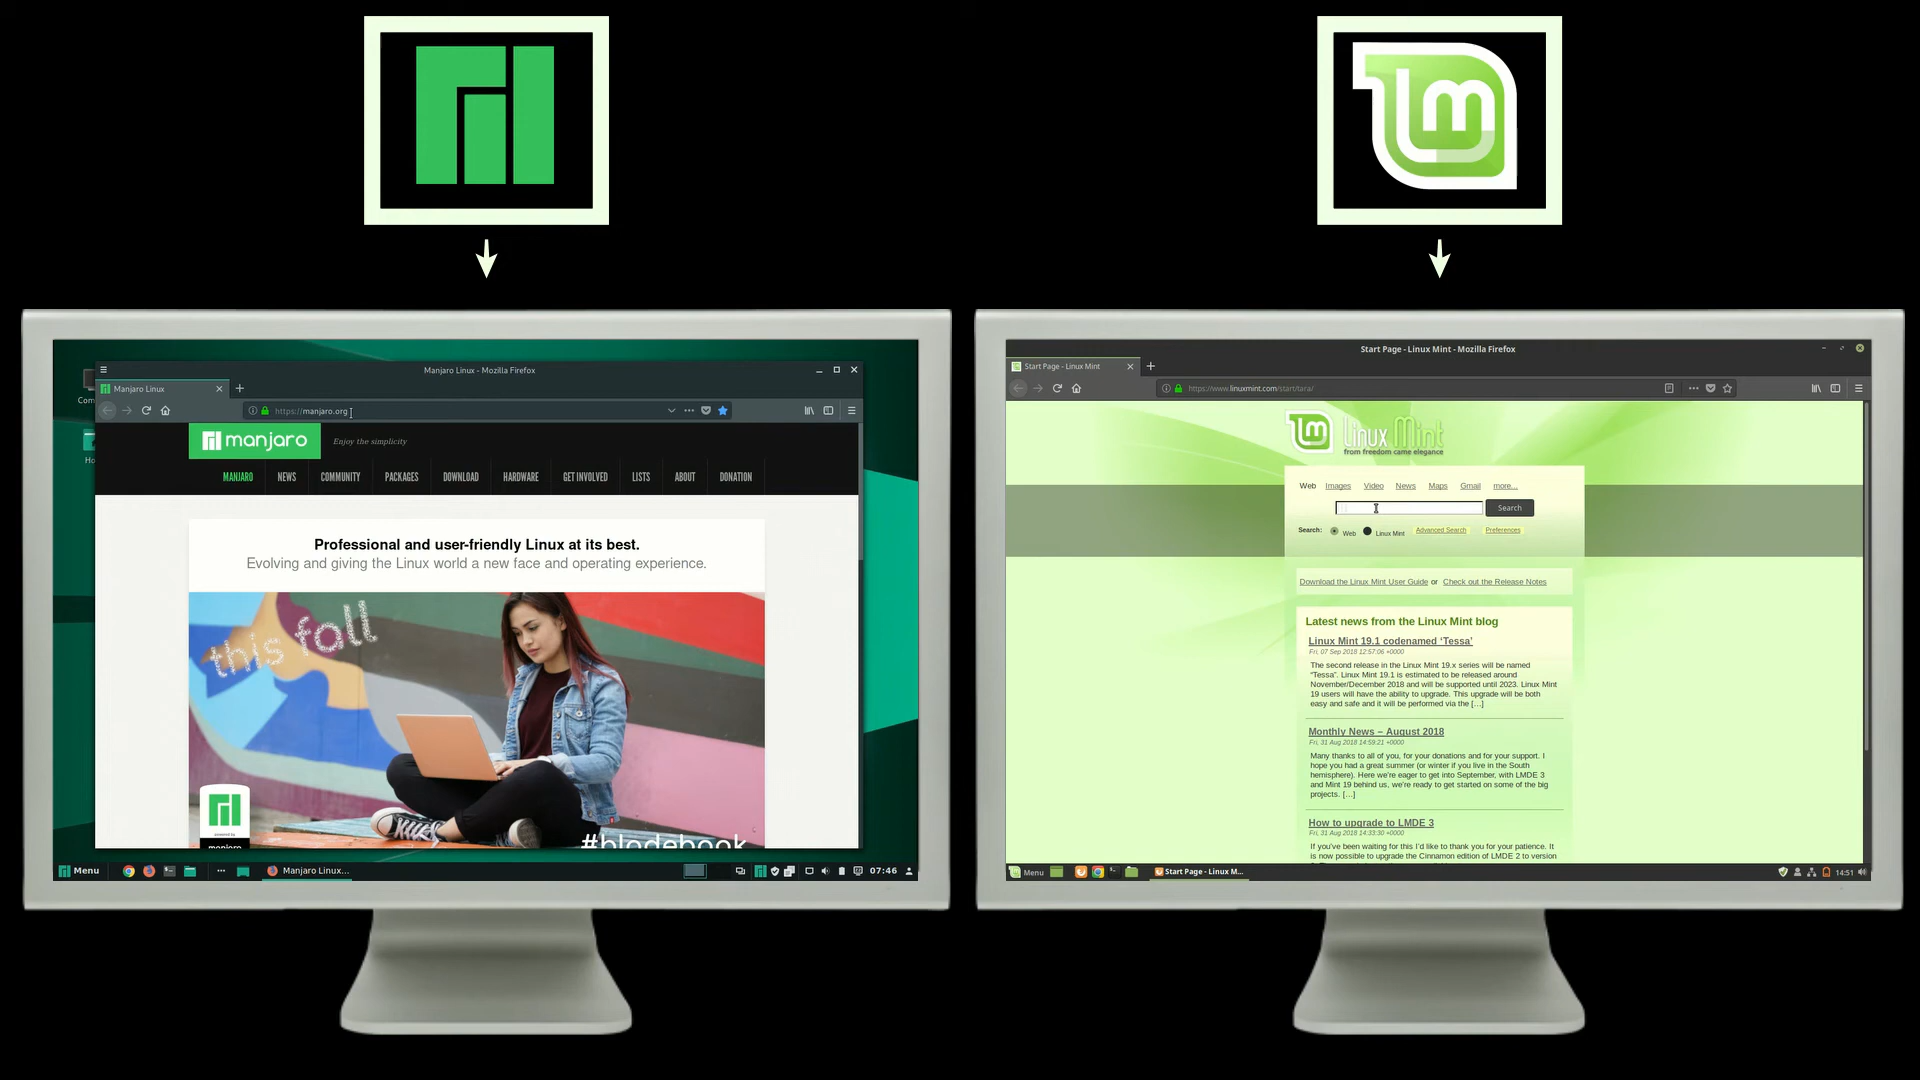 Manjaro Linux - Mozilla Firefox
Manjaro Linux
https://manjaro.org
manjaro
Enjoy the simplicity
MANJARO NEWS COMMUNITY PACKAGES DOWNLOAD HARDWARE GET INVOLVED LISTS ABOUT DONATION
Professional and user-friendly Linux at its best.
Evolving and giving the Linux world a new face and operating experience.
this fall
powered by
manjaro
#blodebook
Menu
Manjaro Linux...
07:46
lm
Start Page - Linux Mint - Mozilla Firefox
Start Page - Linux Mint
https://www.linuxmint.com/start/tara/
lm Linux Mint
from freedom came elegance
Web Images Video News Maps Gmail more...
Search
Search: Web Linux Mint Advanced Search Preferences
Download the Linux Mint User Guide or Check out the Release Notes
Latest news from the Linux Mint blog
Linux Mint 19.1 codenamed ‘Tessa’
Fri, 07 Sep 2018 12:57:06 +0000
The second release in the Linux Mint 19.x series will be named
“Tessa”. Linux Mint 19.1 is estimated to be released around
November/December 2018 and will be supported until 2023. Linux Mint
19 users will have the ability to upgrade. This upgrade will be both
easy and safe and it will be performed via the […]
Monthly News – August 2018
Fri, 31 Aug 2018 14:59:21 +0000
Many thanks to all of you, for your donations and for your support. I
hope you had a great summer (or winter if you live in the South
hemisphere). Here we’re eager to get into September, with LMDE 3
and Mint 19 behind us, we’re ready to get started on some of the big
projects. […]
How to upgrade to LMDE 3
Fri, 31 Aug 2018 14:33:30 +0000
If you’ve been waiting for this I’d like to thank you for your patience. It
is now possible to upgrade the Cinnamon edition of LMDE 2 to version
Menu
Start Page - Linux M...
14:51